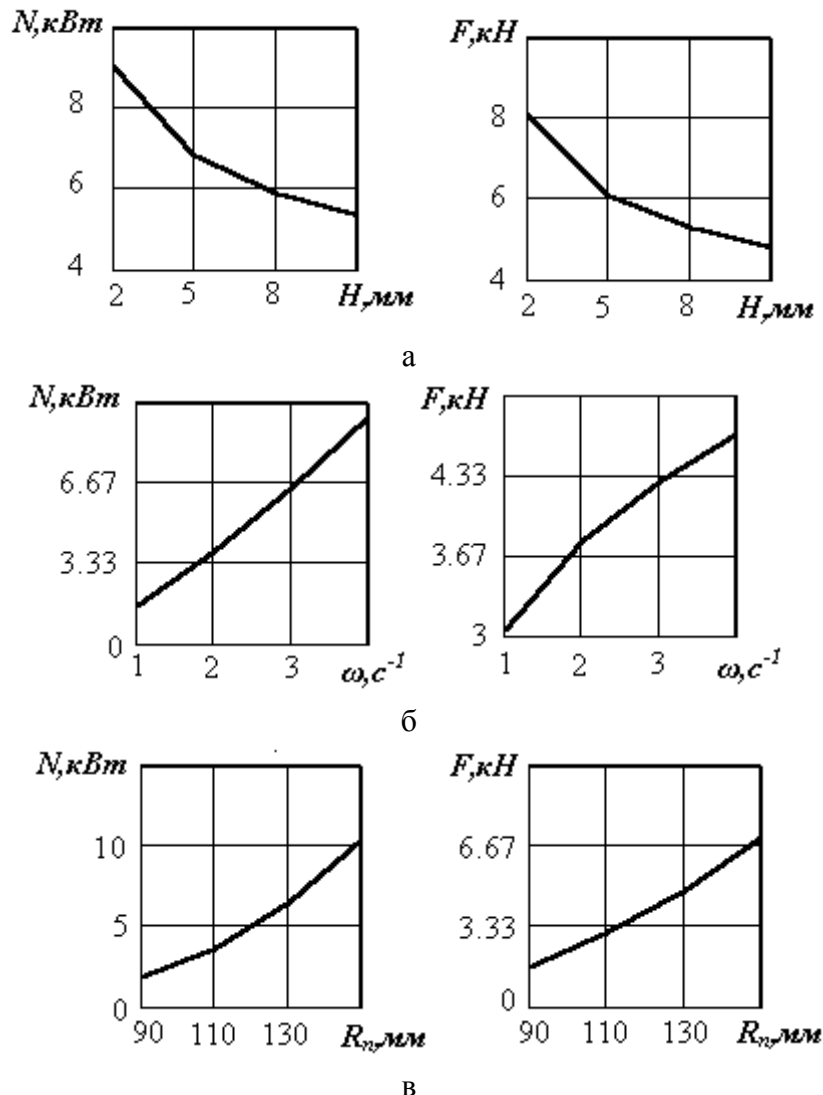 N,кВт
8
6
4
2 5 8 H,мм
F,кН
8
6
4
2 5 8 H,мм
а
N,кВт
6.67
3.33
0
1 2 3 ω,с⁻¹
F,кН
4.33
3.67
3
1 2 3 ω,с⁻¹
б
N,кВт
10
5
0
90 110 130 Rп,мм
F,кН
6.67
3.33
0
90 110 130 Rп,мм
в